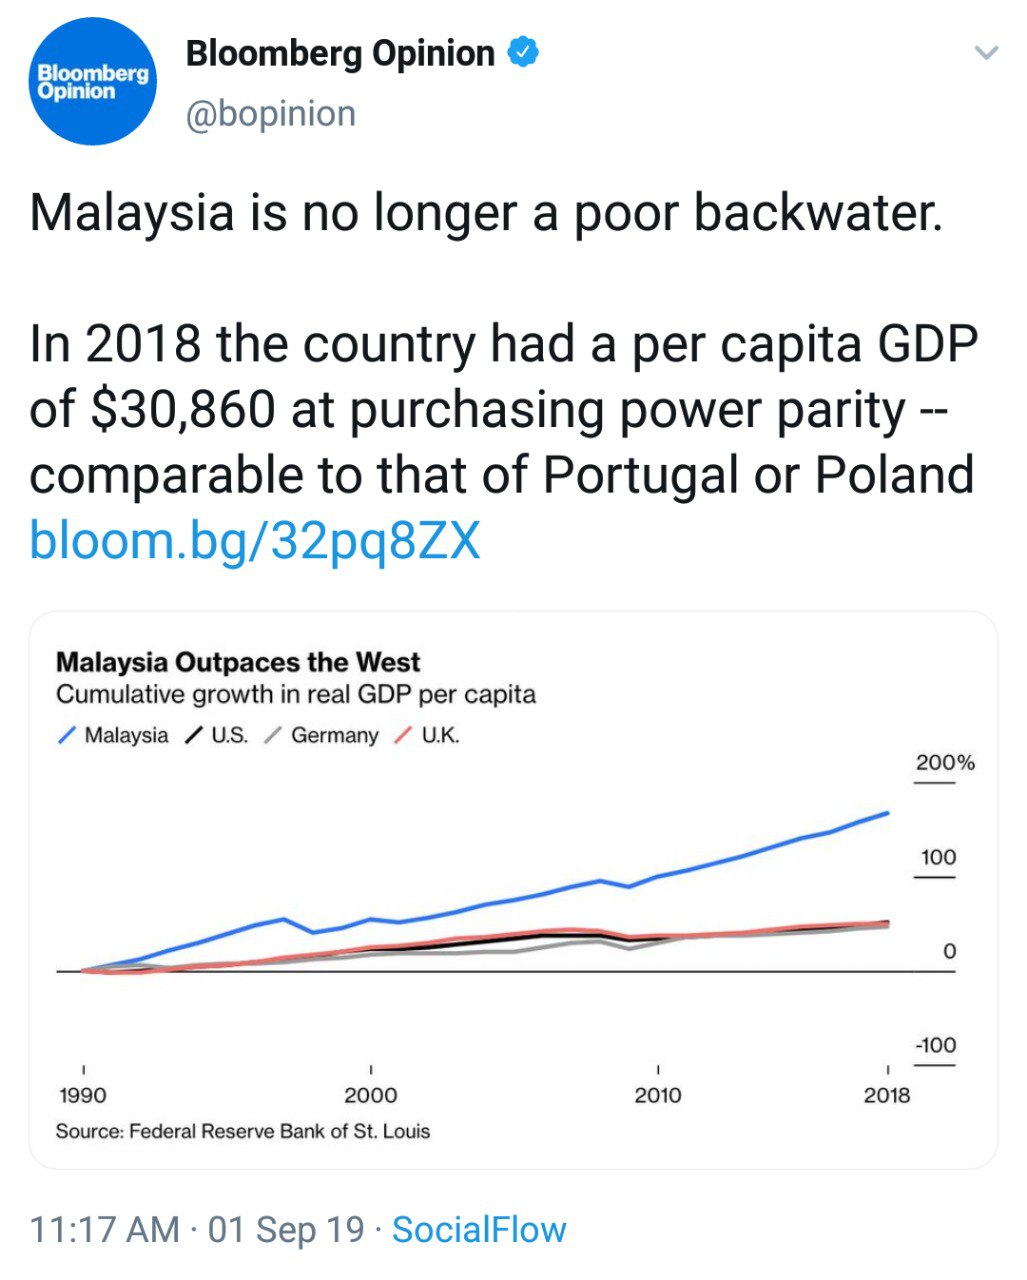 Bloomberg
Opinion
Bloomberg Opinion
@bopinion
Malaysia is no longer a poor backwater.
In 2018 the country had a per capita GDP
of $30,860 at purchasing power parity --
comparable to that of Portugal or Poland
bloom.bg/32pq8ZX
Malaysia Outpaces the West
Cumulative growth in real GDP per capita
Malaysia U.S. Germany U.K.
200%
100
0
-100
1990 2000 2010 2018
Source: Federal Reserve Bank of St. Louis
11:17 AM · 01 Sep 19 · SocialFlow